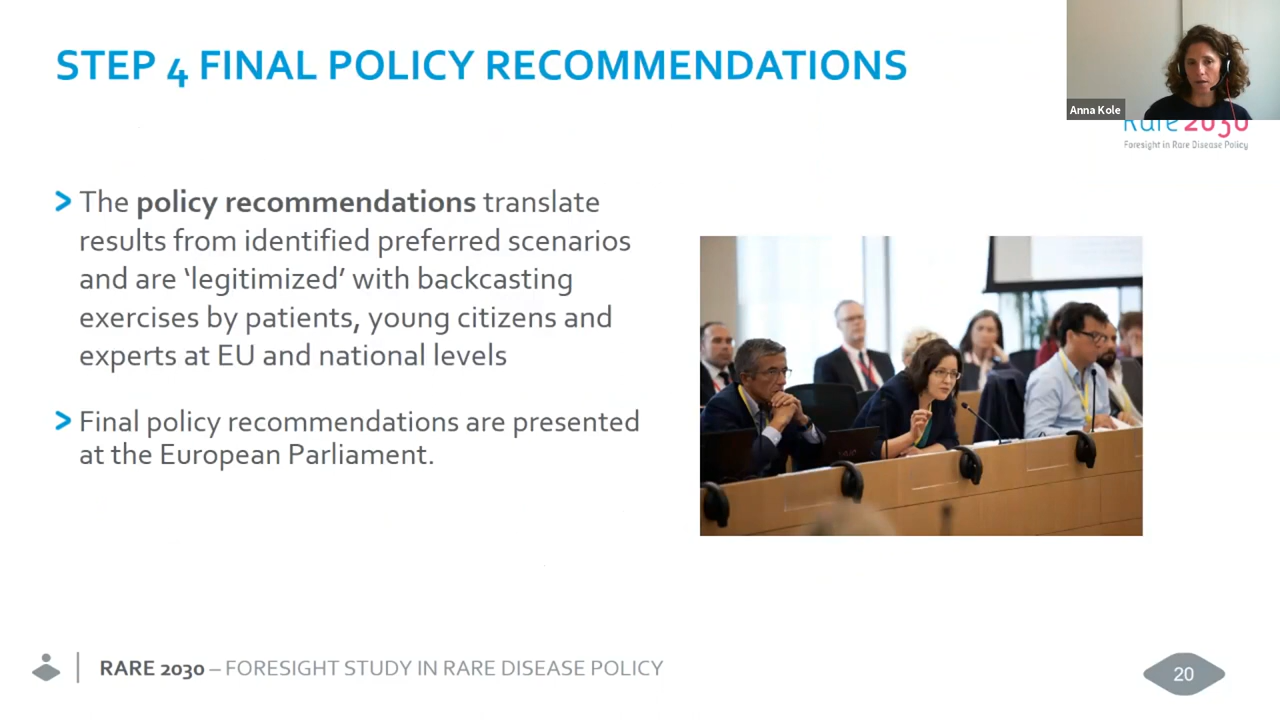 STEP 4 FINAL POLICY RECOMMENDATIONS
Anna Kole
Rare 2030
Foresight in Rare Disease Policy
> The policy recommendations translate
results from identified preferred scenarios
and are ‘legitimized’ with backcasting
exercises by patients, young citizens and
experts at EU and national levels
> Final policy recommendations are presented
at the European Parliament.
RARE 2030 – FORESIGHT STUDY IN RARE DISEASE POLICY
20